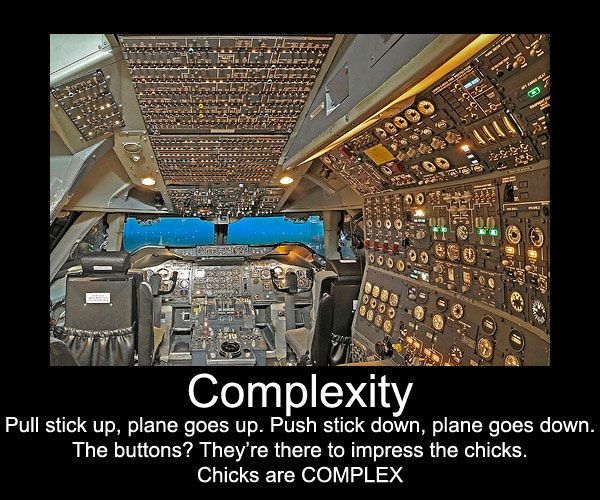 Complexity
Pull stick up, plane goes up. Push stick down, plane goes down.
The buttons? They're there to impress the chicks.
Chicks are COMPLEX